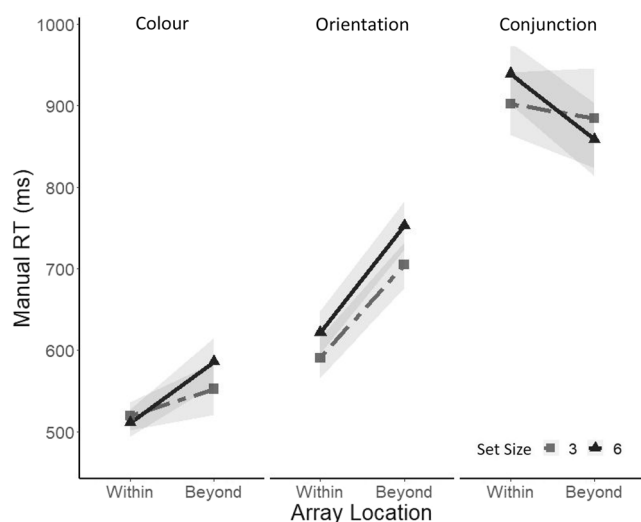 Colour Orientation Conjunction
1000
900
800
700
600
500
Manual RT (ms)
Set Size 3 6
Within Beyond Within Beyond Within Beyond
Array Location